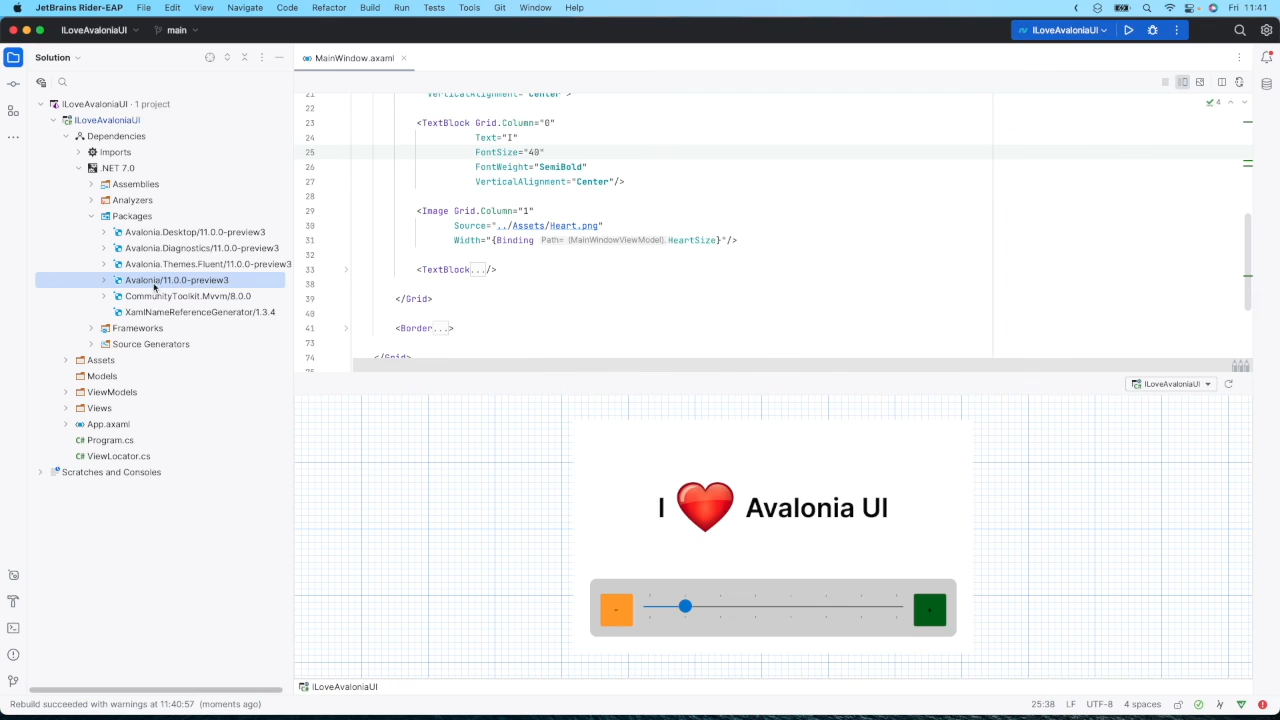 JetBrains Rider-EAP File Edit View Navigate Code Refactor Build Run Tests Tools Git Window Help Fri 11:41
ILoveAvaloniaUI main ILoveAvaloniaUI
Solution
MainWindow.axaml
ILoveAvaloniaUI · 1 project
ILoveAvaloniaUI
Dependencies
Imports
.NET 7.0
Assemblies
Analyzers
Packages
Avalonia.Desktop/11.0.0-preview3
Avalonia.Diagnostics/11.0.0-preview3
Avalonia.Themes.Fluent/11.0.0-preview3
Avalonia/11.0.0-preview3
CommunityToolkit.Mvvm/8.0.0
XamlNameReferenceGenerator/1.3.4
Frameworks
Source Generators
Assets
Models
ViewModels
Views
App.axaml
Program.cs
ViewLocator.cs
Scratches and Consoles
4
21 VerticalAlignment="Center">
22
23 <TextBlock Grid.Column="0"
24 Text="I"
25 FontSize="40"
26 FontWeight="SemiBold"
27 VerticalAlignment="Center"/>
28
29 <Image Grid.Column="1"
30 Source="../Assets/Heart.png"
31 Width="{Binding Path= (MainWindowViewModel).HeartSize}"/>
32
33 <TextBlock.../>
38
39 </Grid>
40
41 <Border...>
73
74 </Grid>
75
ILoveAvaloniaUI
I Avalonia UI
- +
ILoveAvaloniaUI
Rebuild succeeded with warnings at 11:40:57 (moments ago) 25:38 LF UTF-8 4 spaces